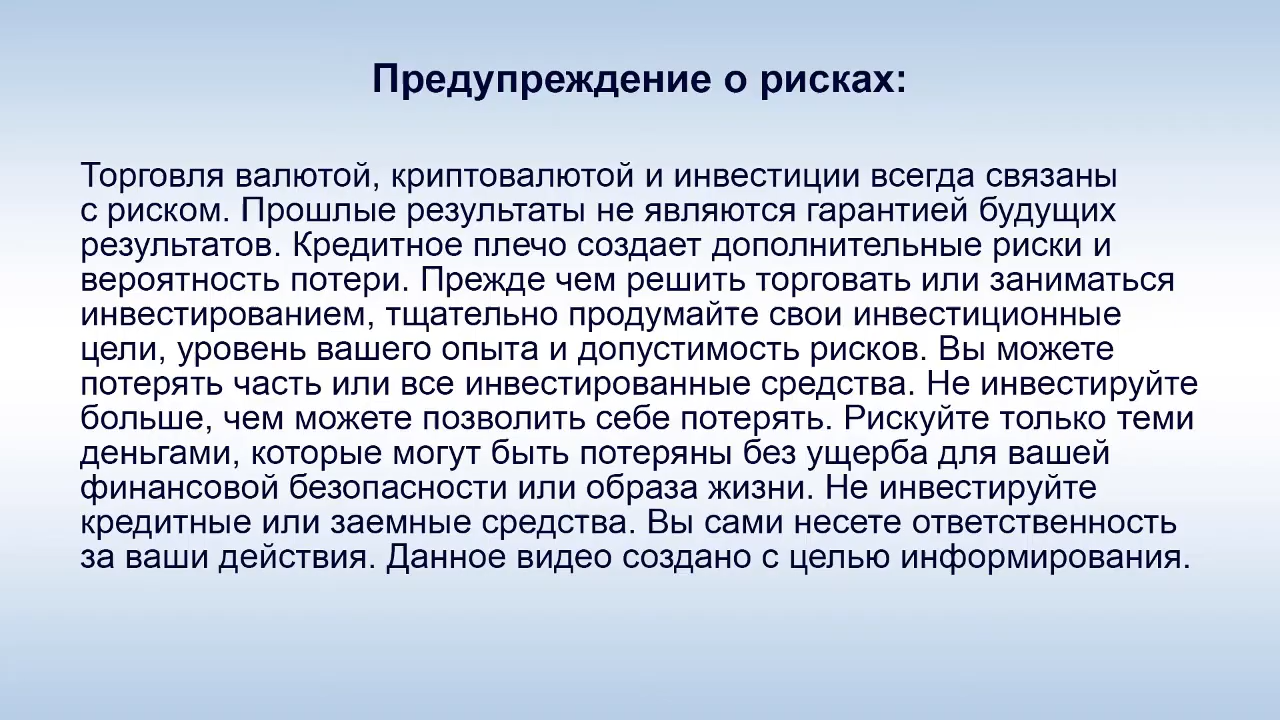 Предупреждение о рисках:
Торговля валютой, криптовалютой и инвестиции всегда связаны
с риском. Прошлые результаты не являются гарантией будущих
результатов. Кредитное плечо создает дополнительные риски и
вероятность потери. Прежде чем решить торговать или заниматься
инвестированием, тщательно продумайте свои инвестиционные
цели, уровень вашего опыта и допустимость рисков. Вы можете
потерять часть или все инвестированные средства. Не инвестируйте
больше, чем можете позволить себе потерять. Рискуйте только теми
деньгами, которые могут быть потеряны без ущерба для вашей
финансовой безопасности или образа жизни. Не инвестируйте
кредитные или заемные средства. Вы сами несете ответственность
за ваши действия. Данное видео создано с целью информирования.